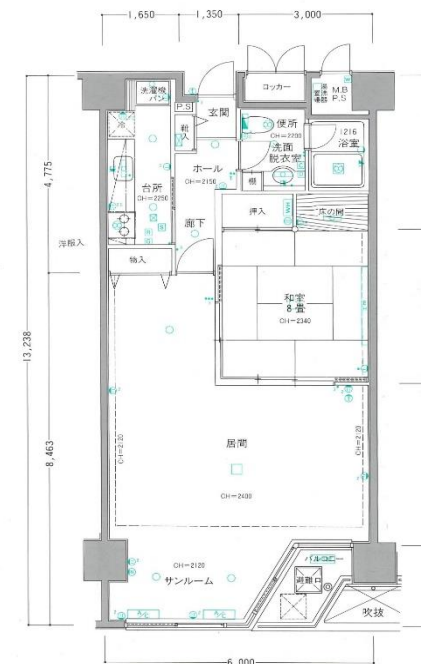 1,650
1,350
3,000
洗濯機
パン
P.S
ロッカー
M.B
P.S
冷
靴入
玄関
便所
CH=2200
1216
浴室
洗面
脱衣室
ホール
CH=2150
台所
CH=2250
棚
4,775
押入
床の間
廊下
物入
13,238
和室
8畳
CH=2340
居間
CH=2120
CH=2400
CH=2120
8,463
CH=2120
サンルーム
バルコニー
避難口
吹抜
A/C
A/C
6,000